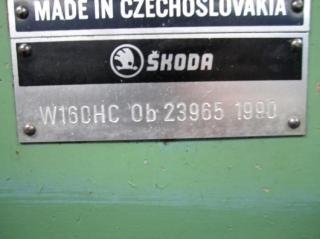 MADE IN CZECHOSLOVAKIA
ŠKODA
W160HC Ob 23965 1990